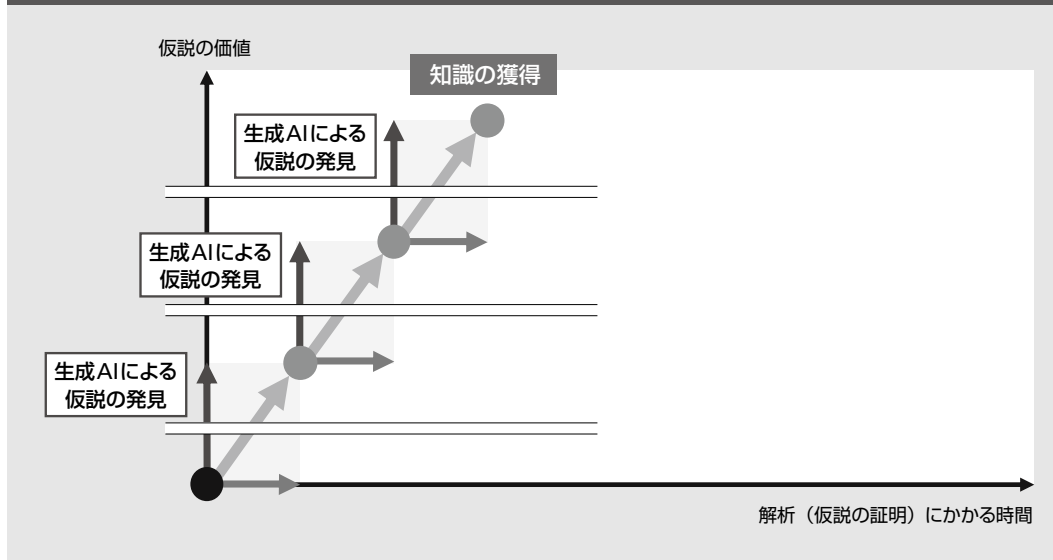 仮説の価値
知識の獲得
生成AIによる
仮説の発見
生成AIによる
仮説の発見
生成AIによる
仮説の発見
解析（仮説の証明）にかかる時間